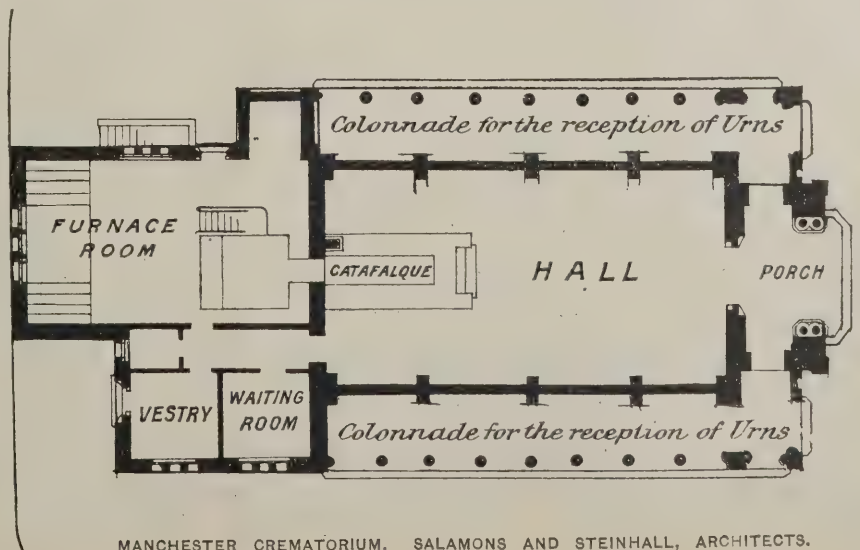 Colonnade for the reception of Urns
FURNACE
ROOM
CATAFALQUE
HALL
PORCH
VESTRY
WAITING
ROOM
Colonnade for the reception of Urns
MANCHESTER CREMATORIUM. SALAMONS AND STEINHALL, ARCHITECTS.